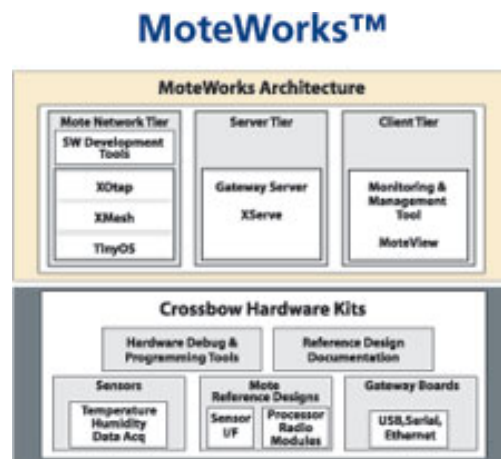 MoteWorks™
MoteWorks Architecture
Mote Network Tier
SW Development
Tools
XOtap
XMesh
TinyOS
Server Tier
Gateway Server
XServe
Client Tier
Monitoring &
Management
Tool
MoteView
Crossbow Hardware Kits
Hardware Debug &
Programming Tools
Reference Design
Documentation
Sensors
Temperature
Humidity
Data Acq
Mote
Reference Designs
Sensor
I/F
Processor
Radio
Modules
Gateway Boards
USB,Serial,
Ethernet